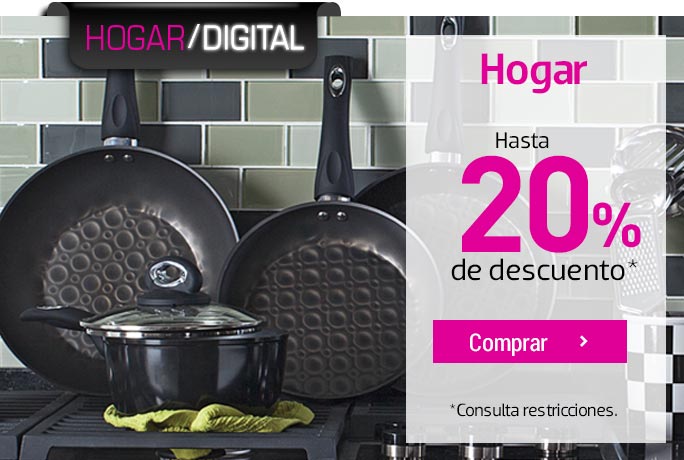 HOGAR/DIGITAL
Hogar
Hasta
20%
de descuento*
Comprar >
*Consulta restricciones.